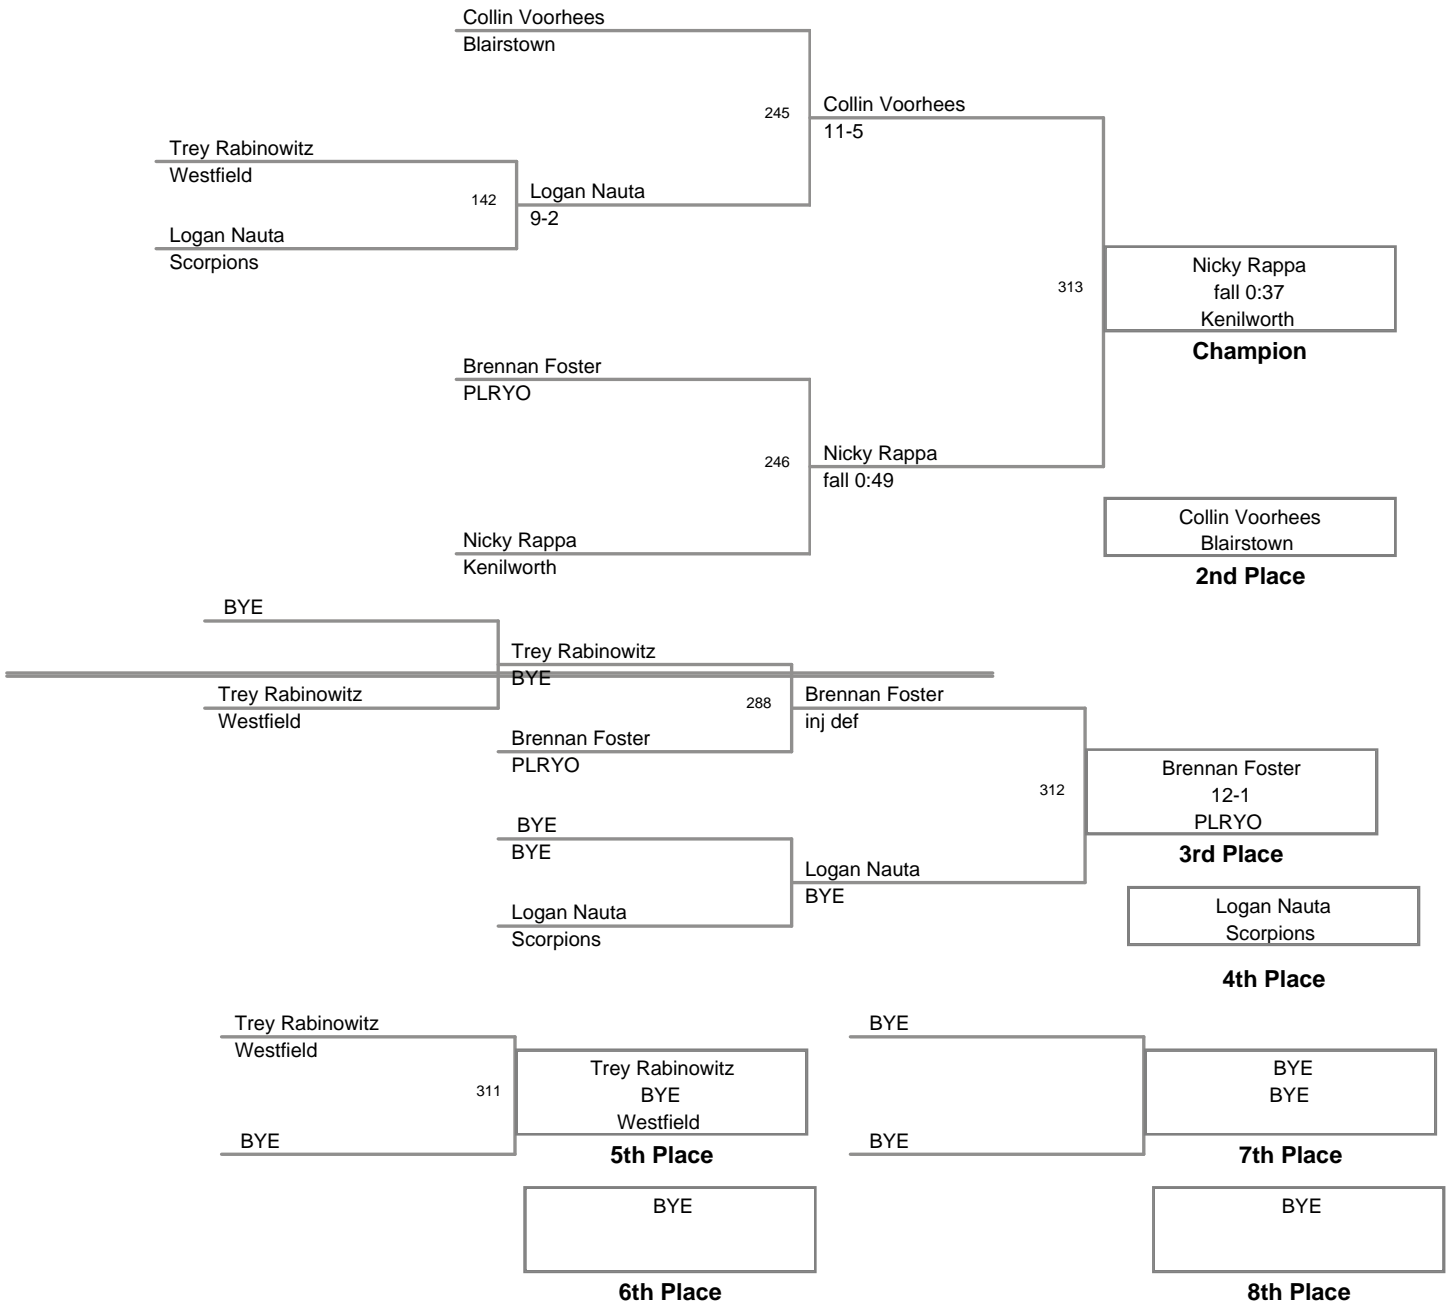 Collin Voorhees
Blairstown
245
Collin Voorhees
11-5
Trey Rabinowitz
Westfield
142
Logan Nauta
9-2
Logan Nauta
Scorpions
313
Nicky Rappa
fall 0:37
Kenilworth
Champion
Brennan Foster
PLRYO
246
Nicky Rappa
fall 0:49
Nicky Rappa
Kenilworth
Collin Voorhees
Blairstown
2nd Place
BYE
Trey Rabinowitz
BYE
Trey Rabinowitz
Westfield
288
Brennan Foster
inj def
Brennan Foster
PLRYO
312
Brennan Foster
12-1
PLRYO
3rd Place
BYE
BYE
Logan Nauta
BYE
Logan Nauta
Scorpions
Logan Nauta
Scorpions
4th Place
Trey Rabinowitz
Westfield
311
Trey Rabinowitz
BYE
Westfield
BYE
5th Place
BYE
6th Place
BYE
BYE
BYE
BYE
7th Place
BYE
8th Place